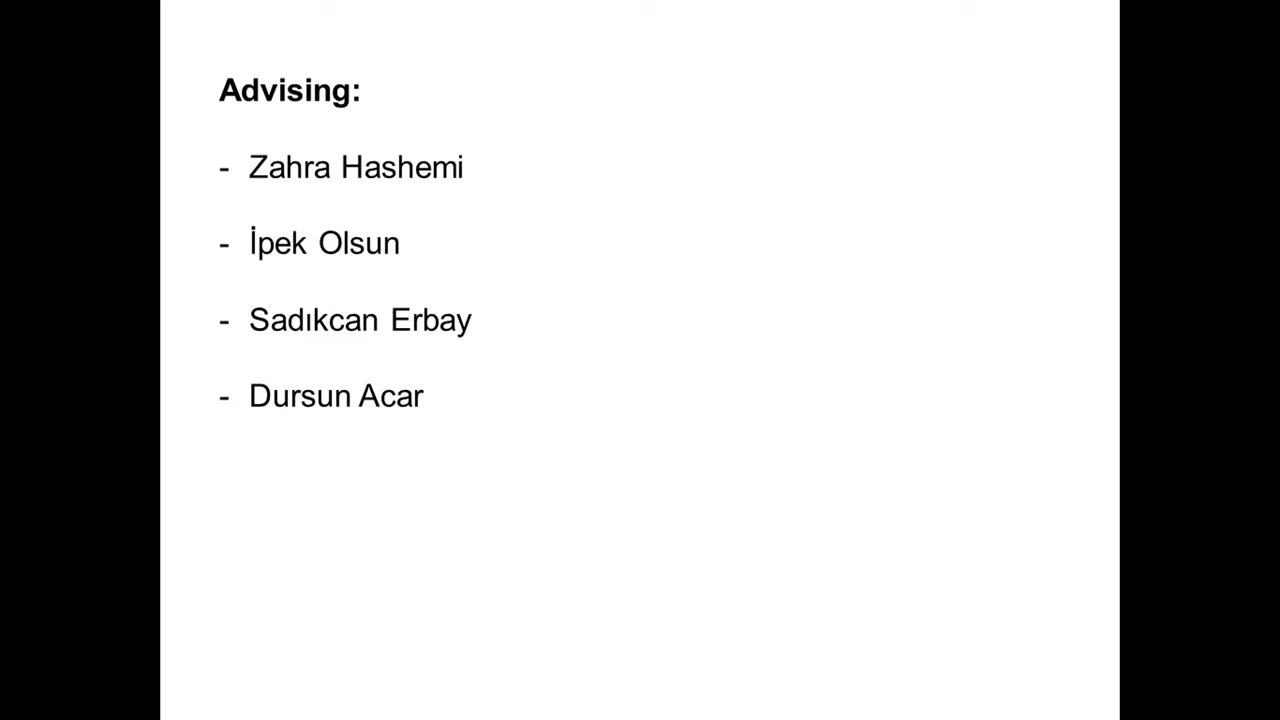 Advising:
- Zahra Hashemi
- İpek Olsun
- Sadıkcan Erbay
- Dursun Acar